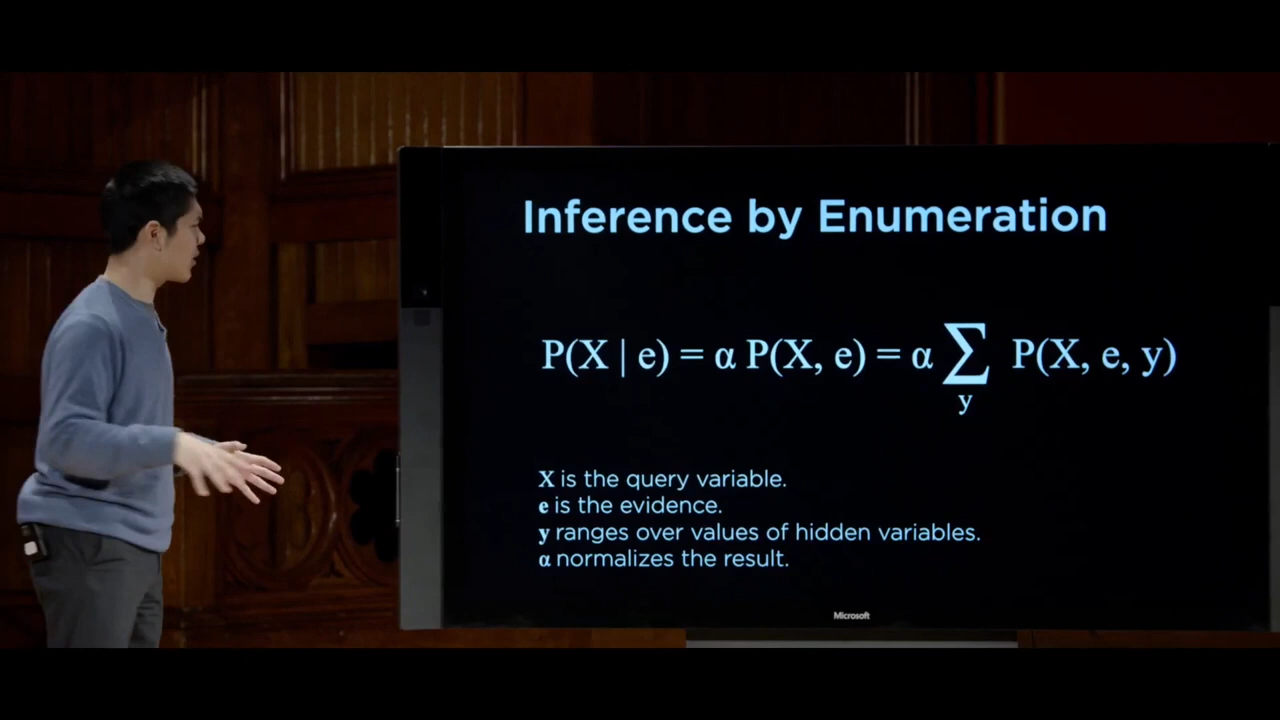 Inference by Enumeration
P(X | e) = α P(X, e) = α ∑ P(X, e, y)
y
X is the query variable.
e is the evidence.
y ranges over values of hidden variables.
α normalizes the result.
Microsoft